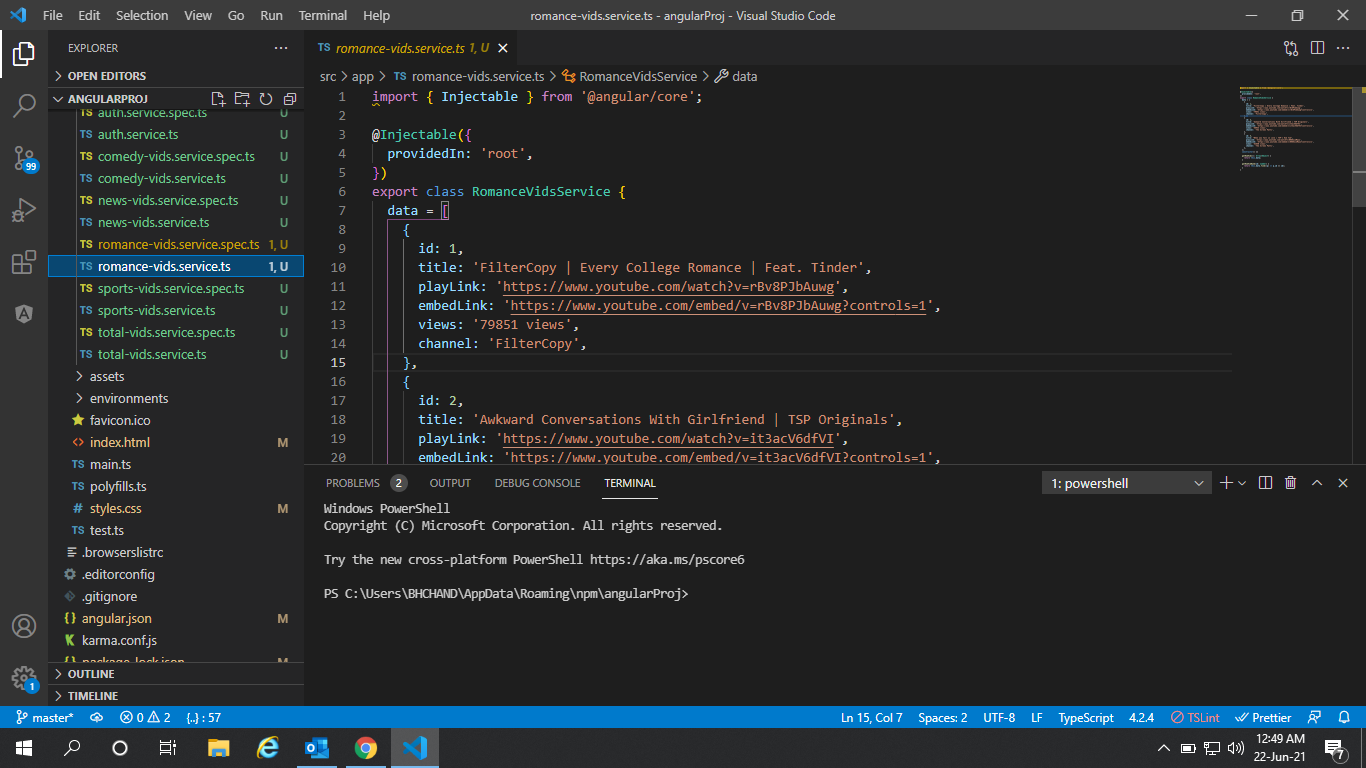 File Edit Selection View Go Run Terminal Help romance-vids.service.ts - angularProj - Visual Studio Code
EXPLORER
OPEN EDITORS
ANGULARPROJ
auth.service.spec.ts U
TS auth.service.ts U
TS comedy-vids.service.spec.ts U
TS comedy-vids.service.ts U
TS news-vids.service.spec.ts U
TS news-vids.service.ts U
TS romance-vids.service.spec.ts 1, U
TS romance-vids.service.ts 1, U
TS sports-vids.service.spec.ts U
TS sports-vids.service.ts U
TS total-vids.service.spec.ts U
TS total-vids.service.ts U
assets
environments
favicon.ico
<> index.html M
TS main.ts
TS polyfills.ts
# styles.css M
TS test.ts
.browserslistrc
.editorconfig
.gitignore
{} angular.json M
karma.conf.js
{} package-lock.json M
OUTLINE
TIMELINE
99
1
TS romance-vids.service.ts 1, U
src > app > TS romance-vids.service.ts > RomanceVidsService > data
1 import { Injectable } from '@angular/core';
2
3 @Injectable({
4 providedIn: 'root',
5 })
6 export class RomanceVidsService {
7 data = [
8 {
9 id: 1,
10 title: 'FilterCopy | Every College Romance | Feat. Tinder',
11 playLink: 'https://www.youtube.com/watch?v=rBv8PJbAuwg',
12 embedLink: 'https://www.youtube.com/embed/v=rBv8PJbAuwg?controls=1',
13 views: '79851 views',
14 channel: 'FilterCopy',
15 },
16 {
17 id: 2,
18 title: 'Awkward Conversations With Girlfriend | TSP Originals',
19 playLink: 'https://www.youtube.com/watch?v=it3acV6dfVI',
20 embedLink: 'https://www.youtube.com/embed/v=it3acV6dfVI?controls=1',
PROBLEMS 2 OUTPUT DEBUG CONSOLE TERMINAL 1: powershell
Windows PowerShell
Copyright (C) Microsoft Corporation. All rights reserved.
Try the new cross-platform PowerShell https://aka.ms/pscore6
PS C:\Users\BHCHAND\AppData\Roaming\npm\angularProj>
master* 0 2 {..} : 57 Ln 15, Col 7 Spaces: 2 UTF-8 LF TypeScript 4.2.4 TSLint Prettier
12:49 AM
22-Jun-21
7